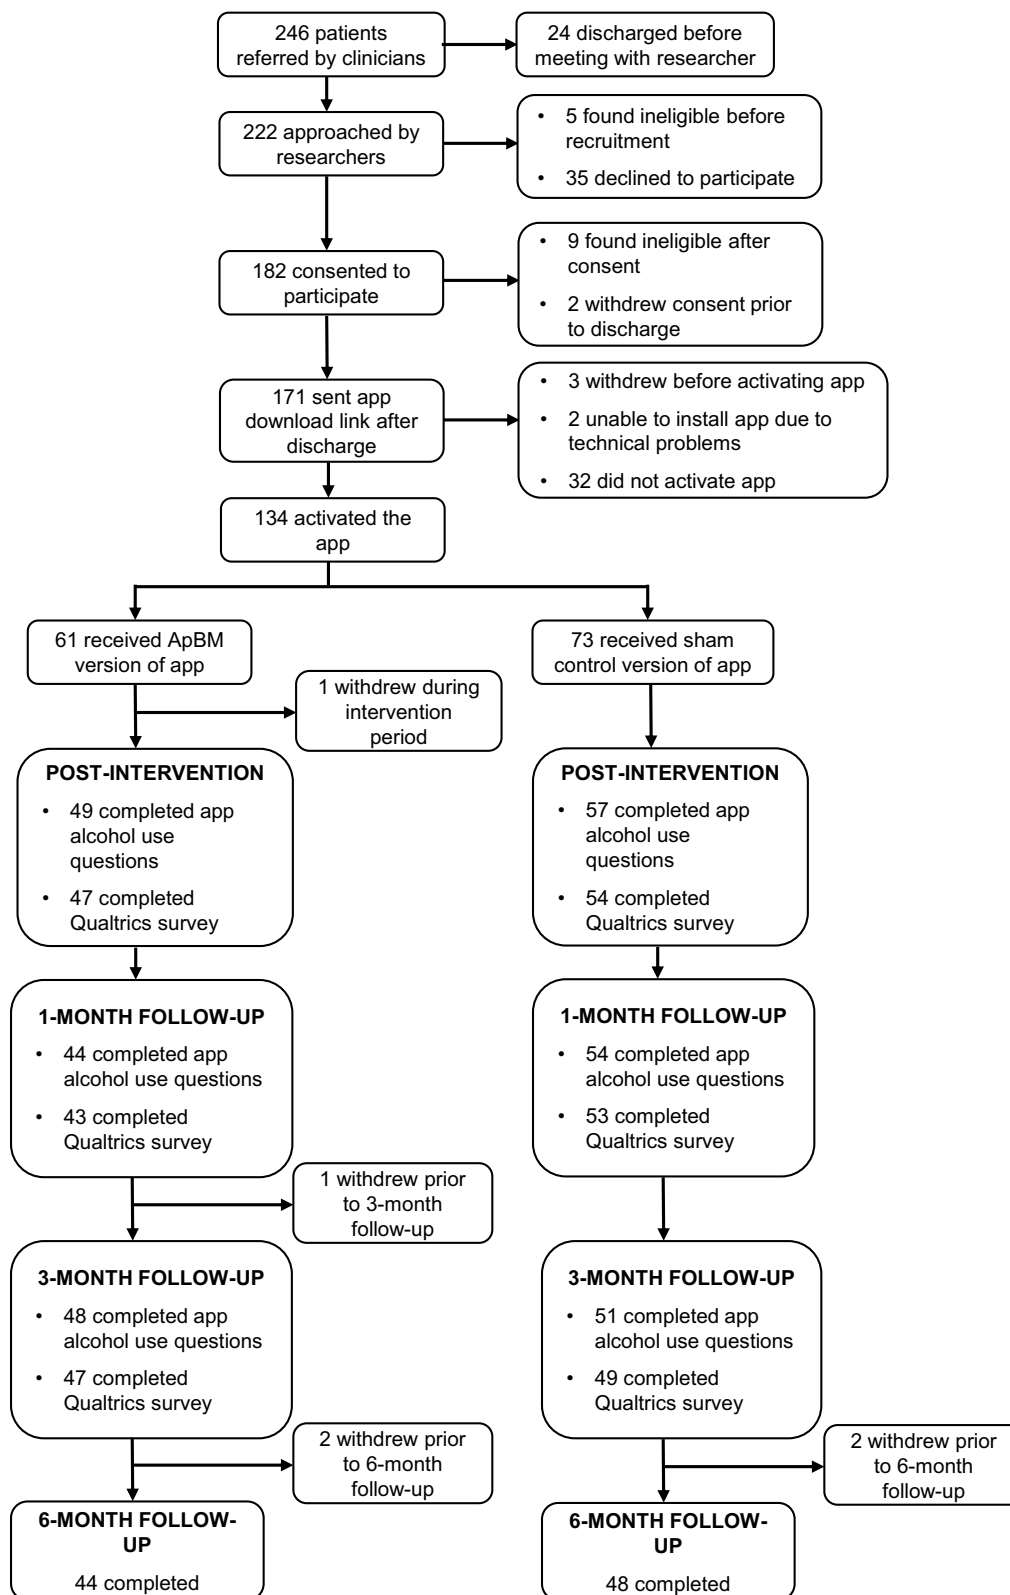 246 patients
referred by clinicians
24 discharged before
meeting with researcher
222 approached by
researchers
• 5 found ineligible before
recruitment
• 35 declined to participate
182 consented to
participate
• 9 found ineligible after
consent
• 2 withdrew consent prior
to discharge
171 sent app
download link after
discharge
• 3 withdrew before activating app
• 2 unable to install app due to
technical problems
• 32 did not activate app
134 activated the
app
61 received ApBM
version of app
73 received sham
control version of app
1 withdrew during
intervention
period
POST-INTERVENTION
• 49 completed app
alcohol use
questions
• 47 completed
Qualtrics survey
POST-INTERVENTION
• 57 completed app
alcohol use
questions
• 54 completed
Qualtrics survey
1-MONTH FOLLOW-UP
• 44 completed app
alcohol use questions
• 43 completed
Qualtrics survey
1-MONTH FOLLOW-UP
• 54 completed app
alcohol use questions
• 53 completed
Qualtrics survey
1 withdrew prior
to 3-month
follow-up
3-MONTH FOLLOW-UP
• 48 completed app
alcohol use questions
• 47 completed
Qualtrics survey
3-MONTH FOLLOW-UP
• 51 completed app
alcohol use questions
• 49 completed
Qualtrics survey
2 withdrew prior
to 6-month
follow-up
2 withdrew prior
to 6-month
follow-up
6-MONTH FOLLOW-
UP
44 completed
6-MONTH FOLLOW-
UP
48 completed